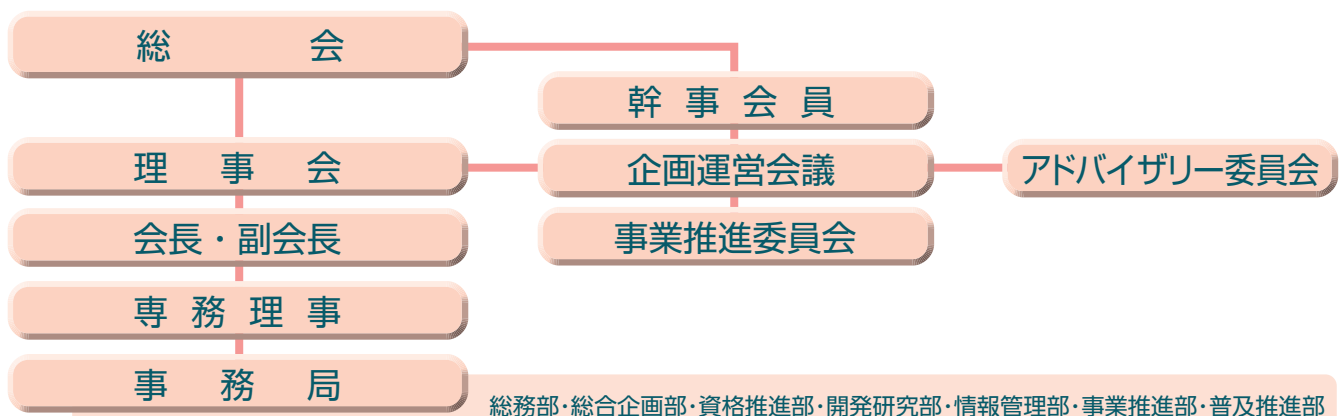 総会
幹事会員
理事会
企画運営会議
アドバイザリー委員会
会長・副会長
事業推進委員会
専務理事
事務局
総務部・総合企画部・資格推進部・開発研究部・情報管理部・事業推進部・普及推進部